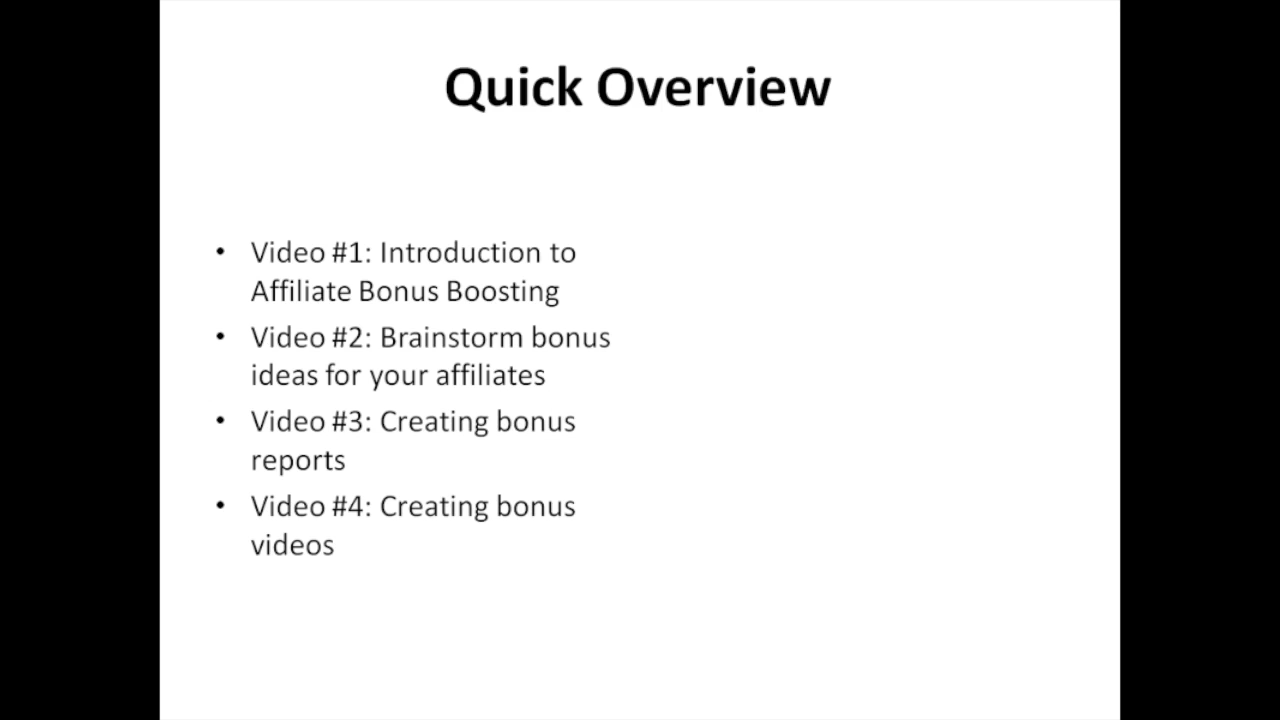 Quick Overview
• Video #1: Introduction to
Affiliate Bonus Boosting
• Video #2: Brainstorm bonus
ideas for your affiliates
• Video #3: Creating bonus
reports
• Video #4: Creating bonus
videos